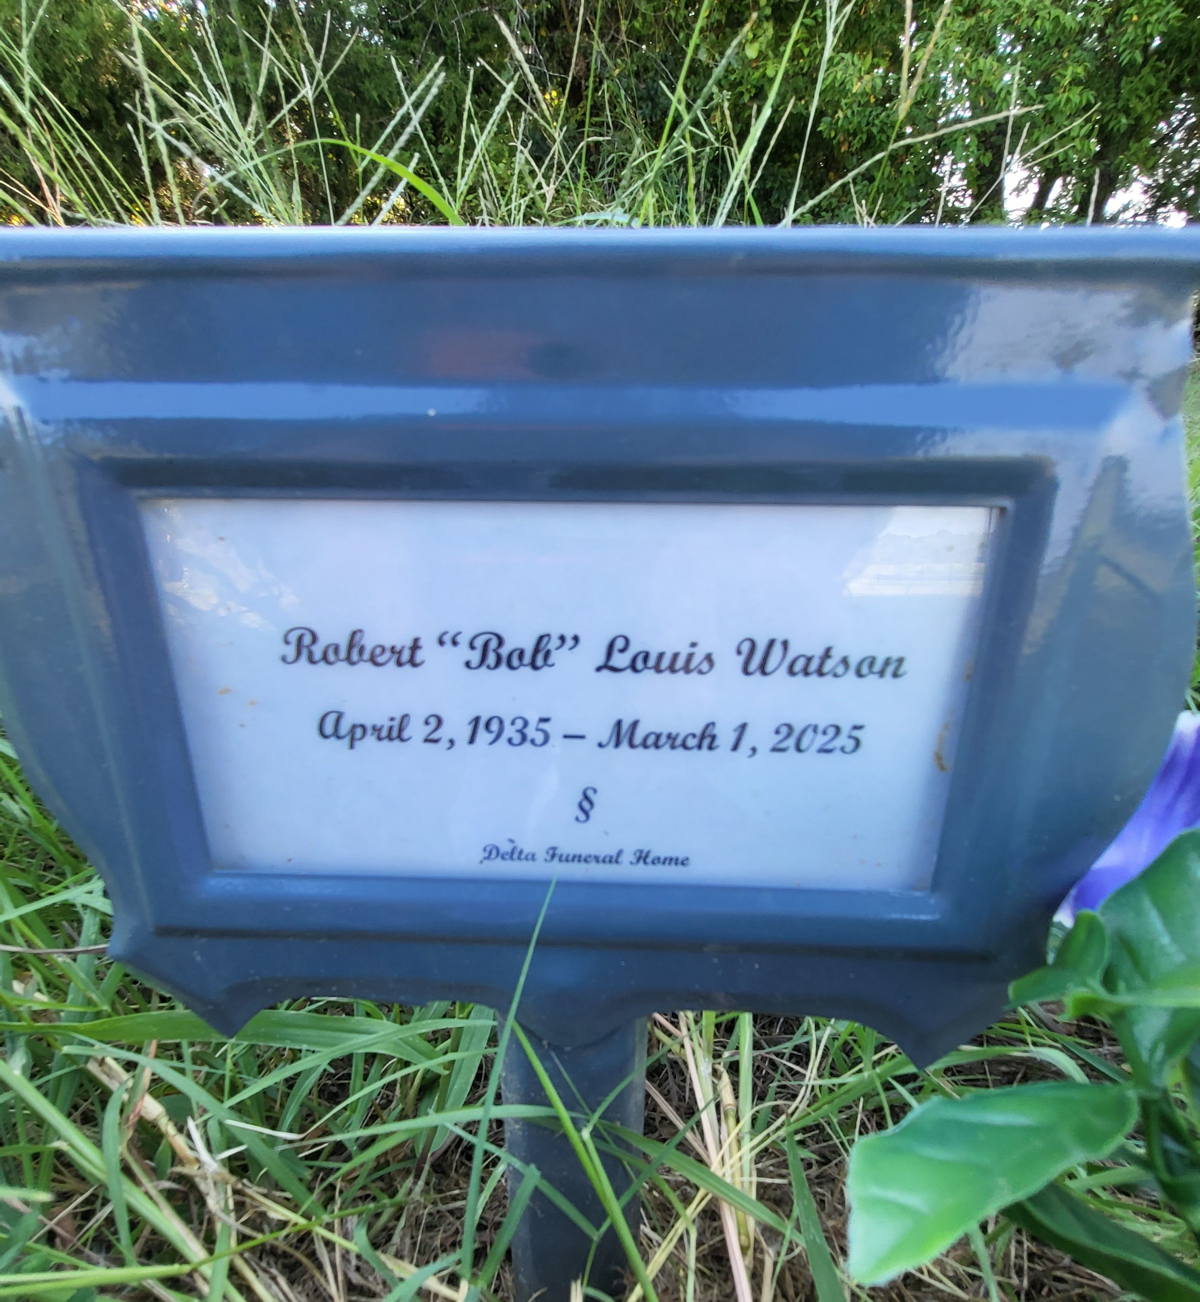 Robert “Bob” Louis Watson
April 2, 1935 – March 1, 2025
§
Delta Funeral Home